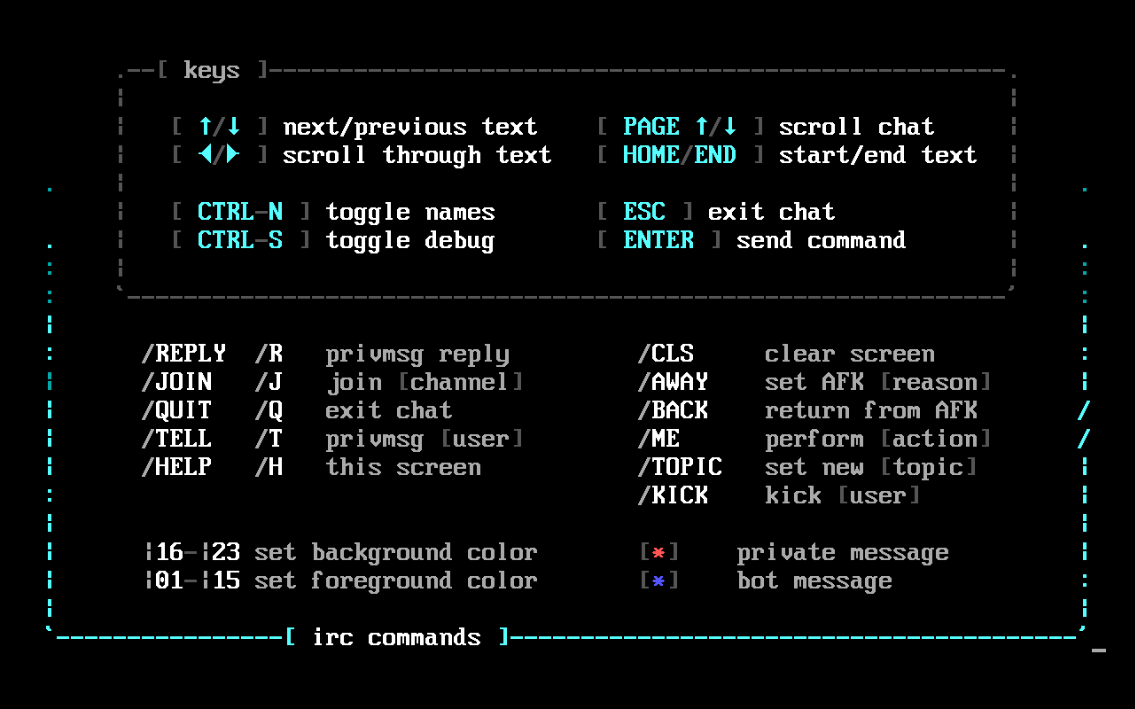 [ keys ]
[ ↑/↓ ] next/previous text [ PAGE ↑/↓ ] scroll chat
[ ◄/► ] scroll through text [ HOME/END ] start/end text
[ CTRL-N ] toggle names [ ESC ] exit chat
[ CTRL-S ] toggle debug [ ENTER ] send command
/REPLY /R privmsg reply /CLS clear screen
/JOIN /J join [channel] /AWAY set AFK [reason]
/QUIT /Q exit chat /BACK return from AFK
/TELL /T privmsg [user] /ME perform [action]
/HELP /H this screen /TOPIC set new [topic]
/KICK kick [user]
¦16-¦23 set background color [*] private message
¦01-¦15 set foreground color [*] bot message
[ irc commands ]